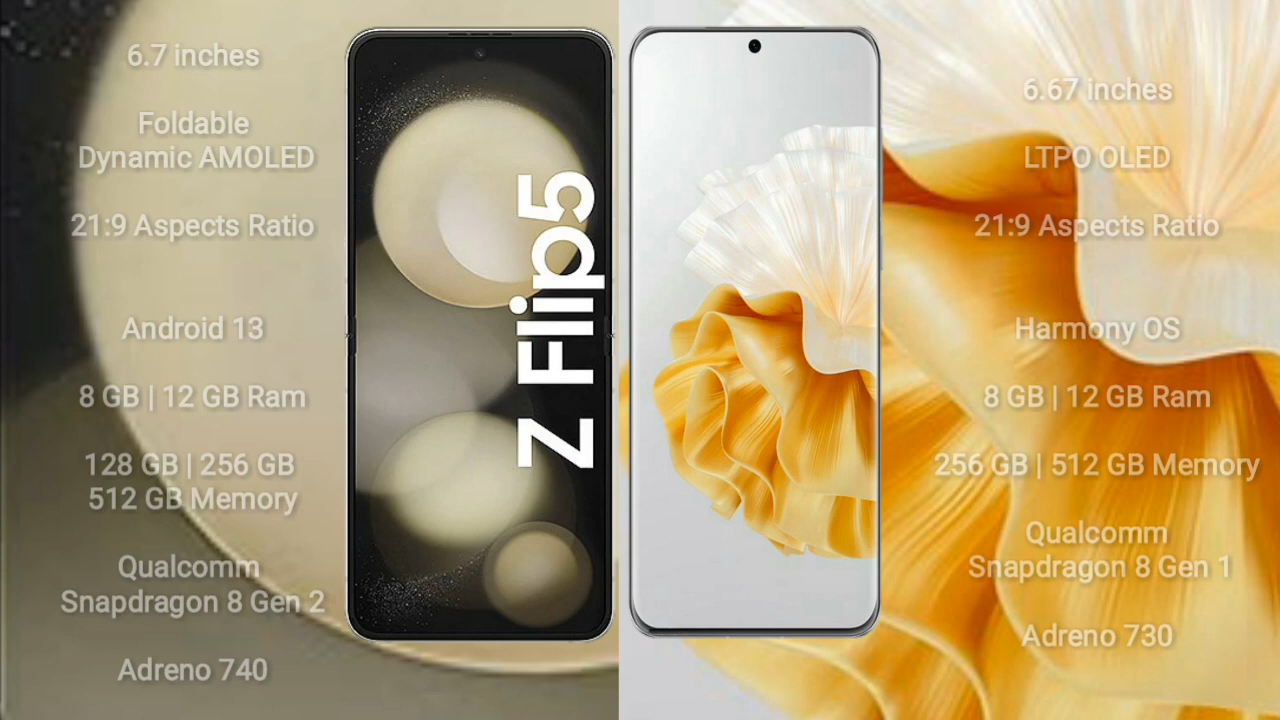 6.7 inches
Foldable
Dynamic AMOLED
21:9 Aspects Ratio
Android 13
8 GB | 12 GB Ram
128 GB | 256 GB
512 GB Memory
Qualcomm
Snapdragon 8 Gen 2
Adreno 740
Z Flip5
6.67 inches
LTPO OLED
21:9 Aspects Ratio
Harmony OS
8 GB | 12 GB Ram
256 GB | 512 GB Memory
Qualcomm
Snapdragon 8 Gen 1
Adreno 730